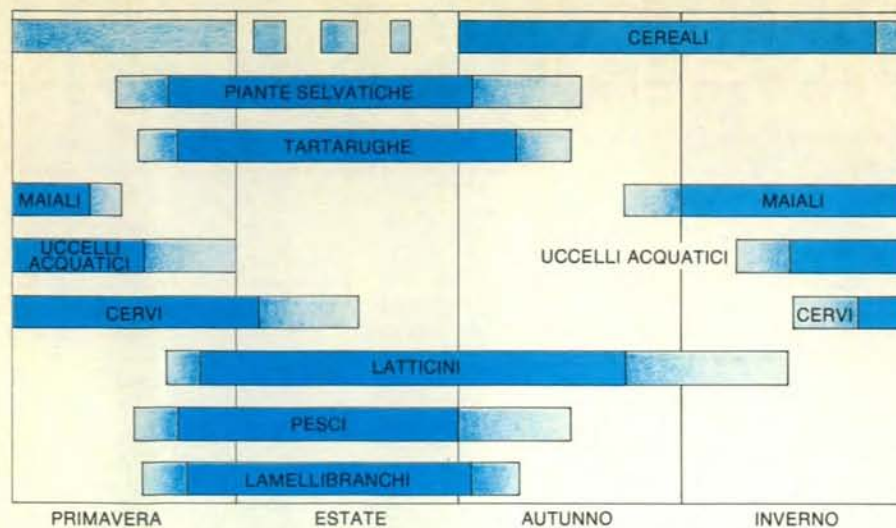 CEREALI
PIANTE SELVATICHE
TARTARUGHE
MAIALI
MAIALI
UCCELLI
ACQUATICI
UCCELLI ACQUATICI
CERVI
CERVI
LATTICINI
PESCI
LAMELLIBRANCHI
PRIMAVERA
ESTATE
AUTUNNO
INVERNO